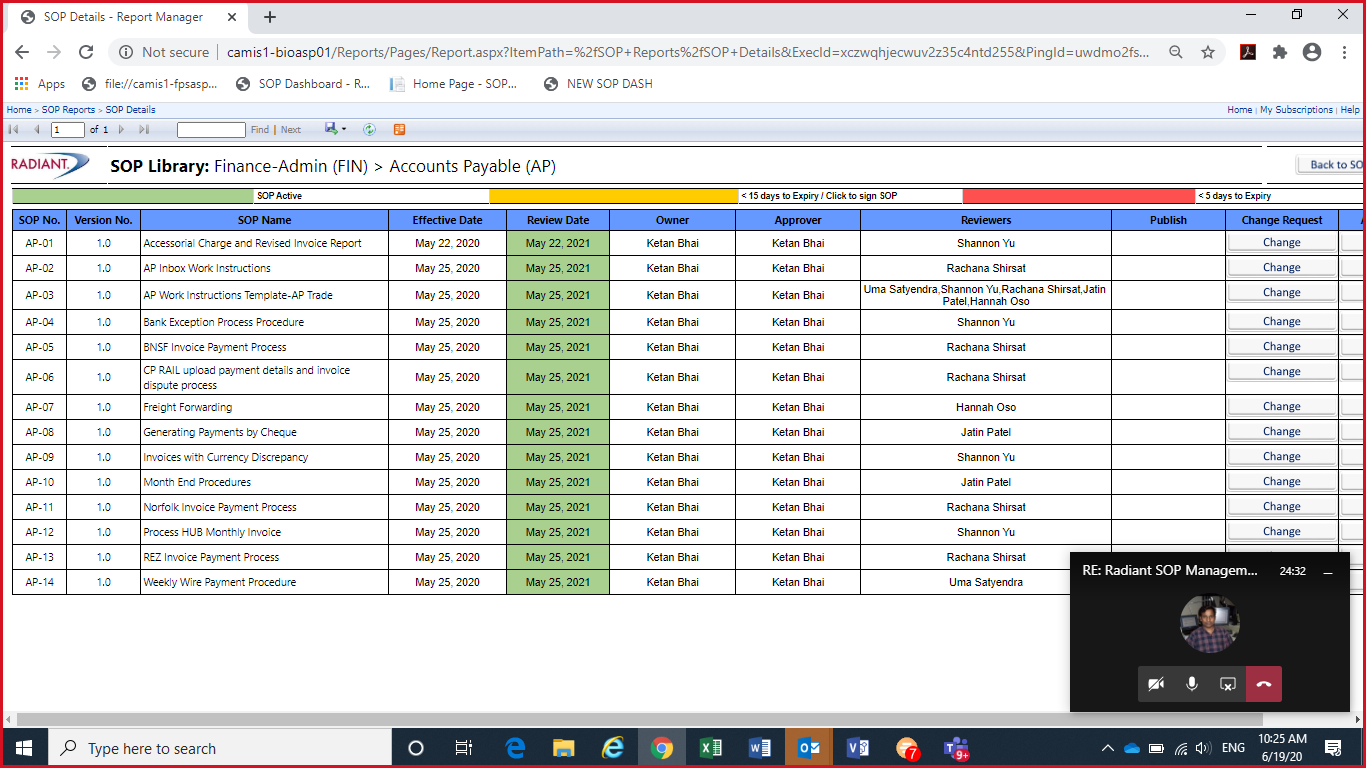 SOP Details - Report Manager
Not secure camis1-bioasp01/Reports/Pages/Report.aspx?ItemPath=%2fSOP+Reports%2fSOP+Details&ExecId=xczwqhjecwuv2z35c4ntd255&PingId=uwdmo2fs...
Apps file://camis1-fpsasp... SOP Dashboard - R... Home Page - SOP... NEW SOP DASH
Home > SOP Reports > SOP Details Home | My Subscriptions | Help
1 of 1 Find | Next
RADIANT. SOP Library: Finance-Admin (FIN) > Accounts Payable (AP) Back to SO
SOP Active < 15 days to Expiry / Click to sign SOP < 5 days to Expiry
SOP No. Version No. SOP Name Effective Date Review Date Owner Approver Reviewers Publish Change Request
AP-01 1.0 Accessorial Charge and Revised Invoice Report May 22, 2020 May 22, 2021 Ketan Bhai Ketan Bhai Shannon Yu Change
AP-02 1.0 AP Inbox Work Instructions May 25, 2020 May 25, 2021 Ketan Bhai Ketan Bhai Rachana Shirsat Change
AP-03 1.0 AP Work Instructions Template-AP Trade May 25, 2020 May 25, 2021 Ketan Bhai Ketan Bhai Uma Satyendra,Shannon Yu,Rachana Shirsat,Jatin
Patel,Hannah Oso Change
AP-04 1.0 Bank Exception Process Procedure May 25, 2020 May 25, 2021 Ketan Bhai Ketan Bhai Shannon Yu Change
AP-05 1.0 BNSF Invoice Payment Process May 25, 2020 May 25, 2021 Ketan Bhai Ketan Bhai Rachana Shirsat Change
AP-06 1.0 CP RAIL upload payment details and invoice
dispute process May 25, 2020 May 25, 2021 Ketan Bhai Ketan Bhai Rachana Shirsat Change
AP-07 1.0 Freight Forwarding May 25, 2020 May 25, 2021 Ketan Bhai Ketan Bhai Hannah Oso Change
AP-08 1.0 Generating Payments by Cheque May 25, 2020 May 25, 2021 Ketan Bhai Ketan Bhai Jatin Patel Change
AP-09 1.0 Invoices with Currency Discrepancy May 25, 2020 May 25, 2021 Ketan Bhai Ketan Bhai Shannon Yu Change
AP-10 1.0 Month End Procedures May 25, 2020 May 25, 2021 Ketan Bhai Ketan Bhai Jatin Patel Change
AP-11 1.0 Norfolk Invoice Payment Process May 25, 2020 May 25, 2021 Ketan Bhai Ketan Bhai Rachana Shirsat Change
AP-12 1.0 Process HUB Monthly Invoice May 25, 2020 May 25, 2021 Ketan Bhai Ketan Bhai Shannon Yu Change
AP-13 1.0 REZ Invoice Payment Process May 25, 2020 May 25, 2021 Ketan Bhai Ketan Bhai Rachana Shirsat
AP-14 1.0 Weekly Wire Payment Procedure May 25, 2020 May 25, 2021 Ketan Bhai Ketan Bhai Uma Satyendra
RE: Radiant SOP Managem... 24:32
Type here to search 7 9+ ENG 10:25 AM
6/19/20